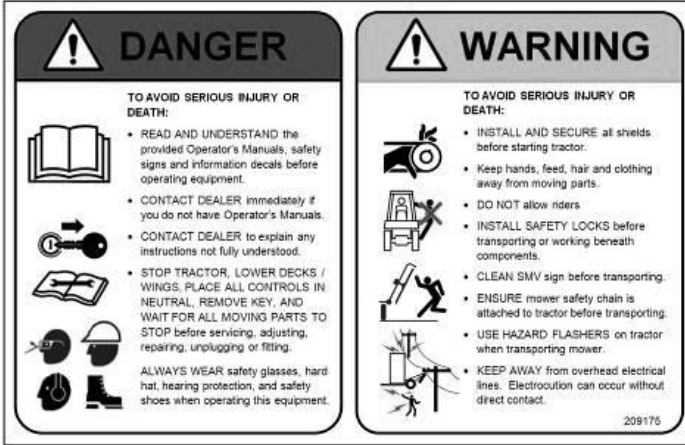 DANGER
TO AVOID SERIOUS INJURY OR
DEATH:
• READ AND UNDERSTAND the
provided Operator's Manuals, safety
signs and information decals before
operating equipment.
• CONTACT DEALER immediately if
you do not have Operator's Manuals.
• CONTACT DEALER to explain any
instructions not fully understood.
• STOP TRACTOR, LOWER DECKS /
WINGS, PLACE ALL CONTROLS IN
NEUTRAL, REMOVE KEY, AND
WAIT FOR ALL MOVING PARTS TO
STOP before servicing, adjusting,
repairing, unplugging or fitting.
ALWAYS WEAR safety glasses, hard
hat, hearing protection, and safety
shoes when operating this equipment.
WARNING
TO AVOID SERIOUS INJURY OR
DEATH:
• INSTALL AND SECURE all shields
before starting tractor.
• Keep hands, feed, hair and clothing
away from moving parts.
• DO NOT allow riders
• INSTALL SAFETY LOCKS before
transporting or working beneath
components.
• CLEAN SMV sign before transporting.
• ENSURE mower safety chain is
attached to tractor before transporting.
• USE HAZARD FLASHERS on tractor
when transporting mower.
• KEEP AWAY from overhead electrical
lines. Electrocution can occur without
direct contact.
209175